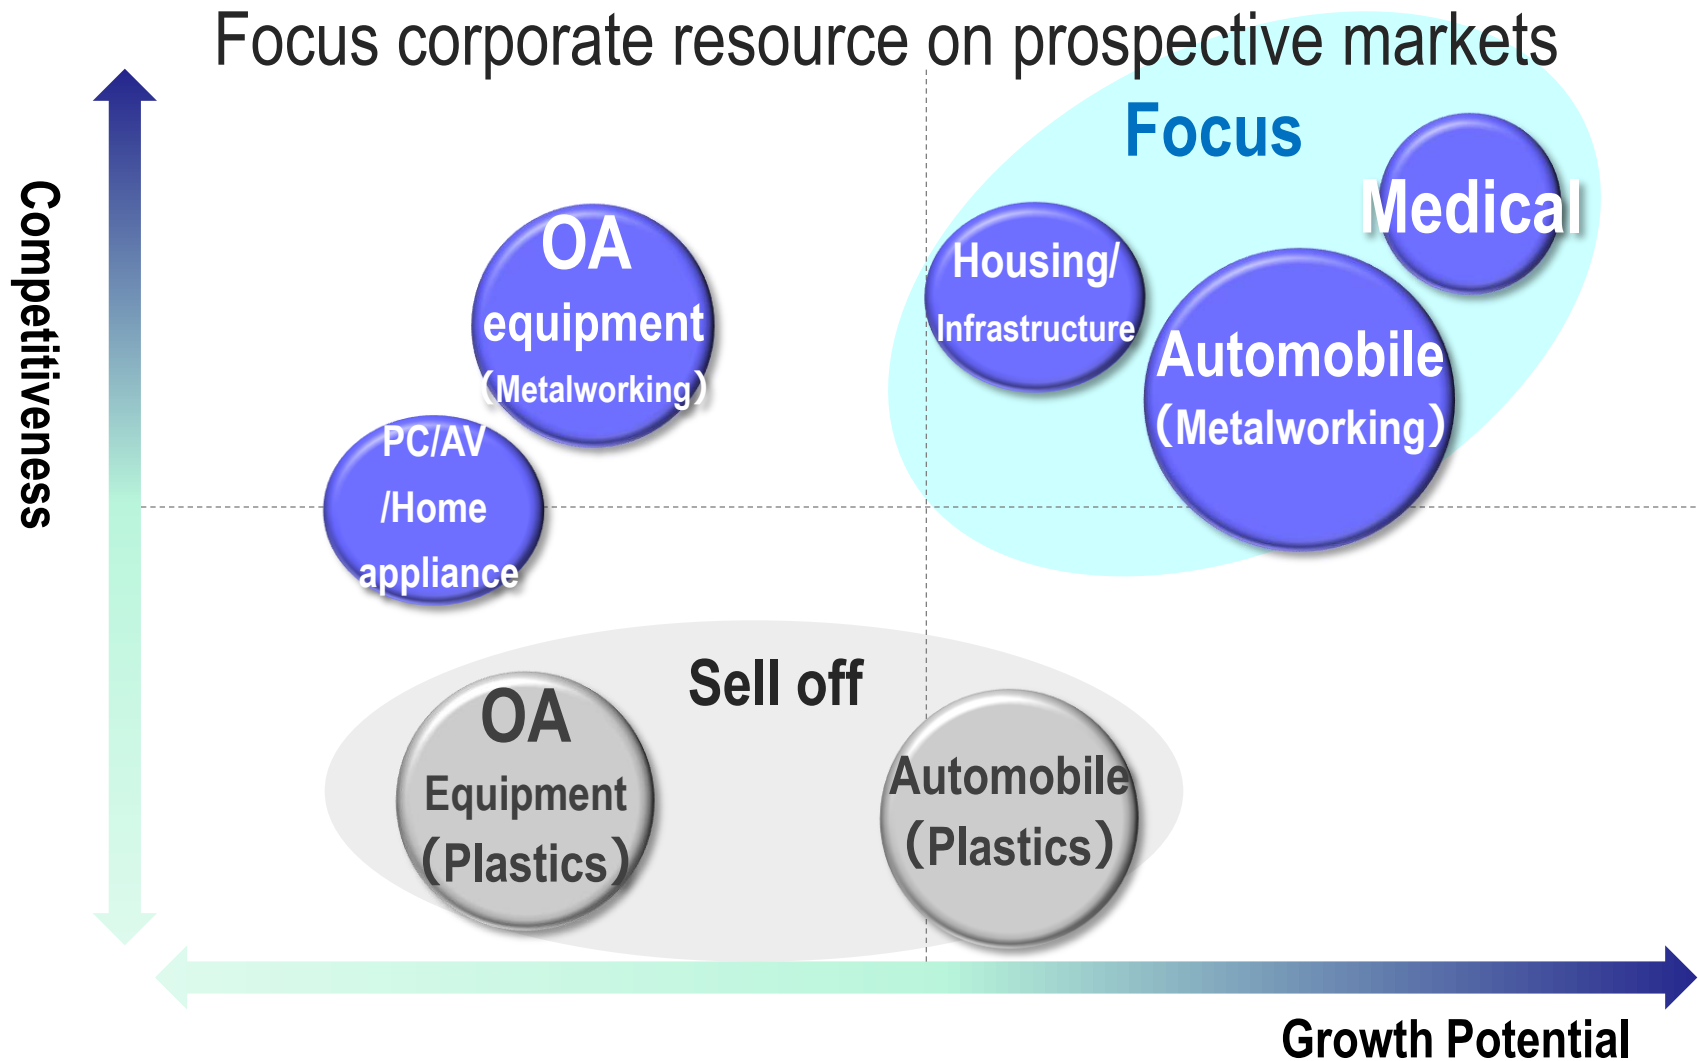 Focus corporate resource on prospective markets
Focus
Medical
Housing/
Infrastructure
Automobile
（Metalworking）
OA
equipment
（Metalworking）
PC/AV
/Home
appliance
Competitiveness
Sell off
OA
Equipment
（Plastics）
Automobile
（Plastics）
Growth Potential